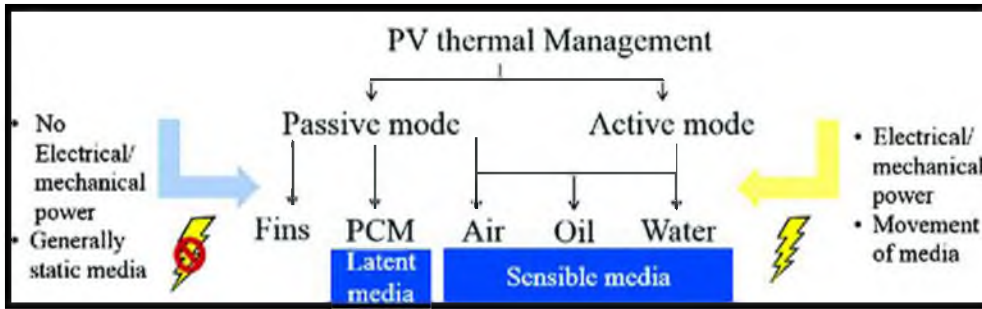 PV thermal Management
Passive mode
Active mode
• No
Electrical/
mechanical
power
• Generally
static media
Fins
PCM
Air
Oil
Water
Latent
media
Sensible media
• Electrical/
mechanical
power
• Movement
of media